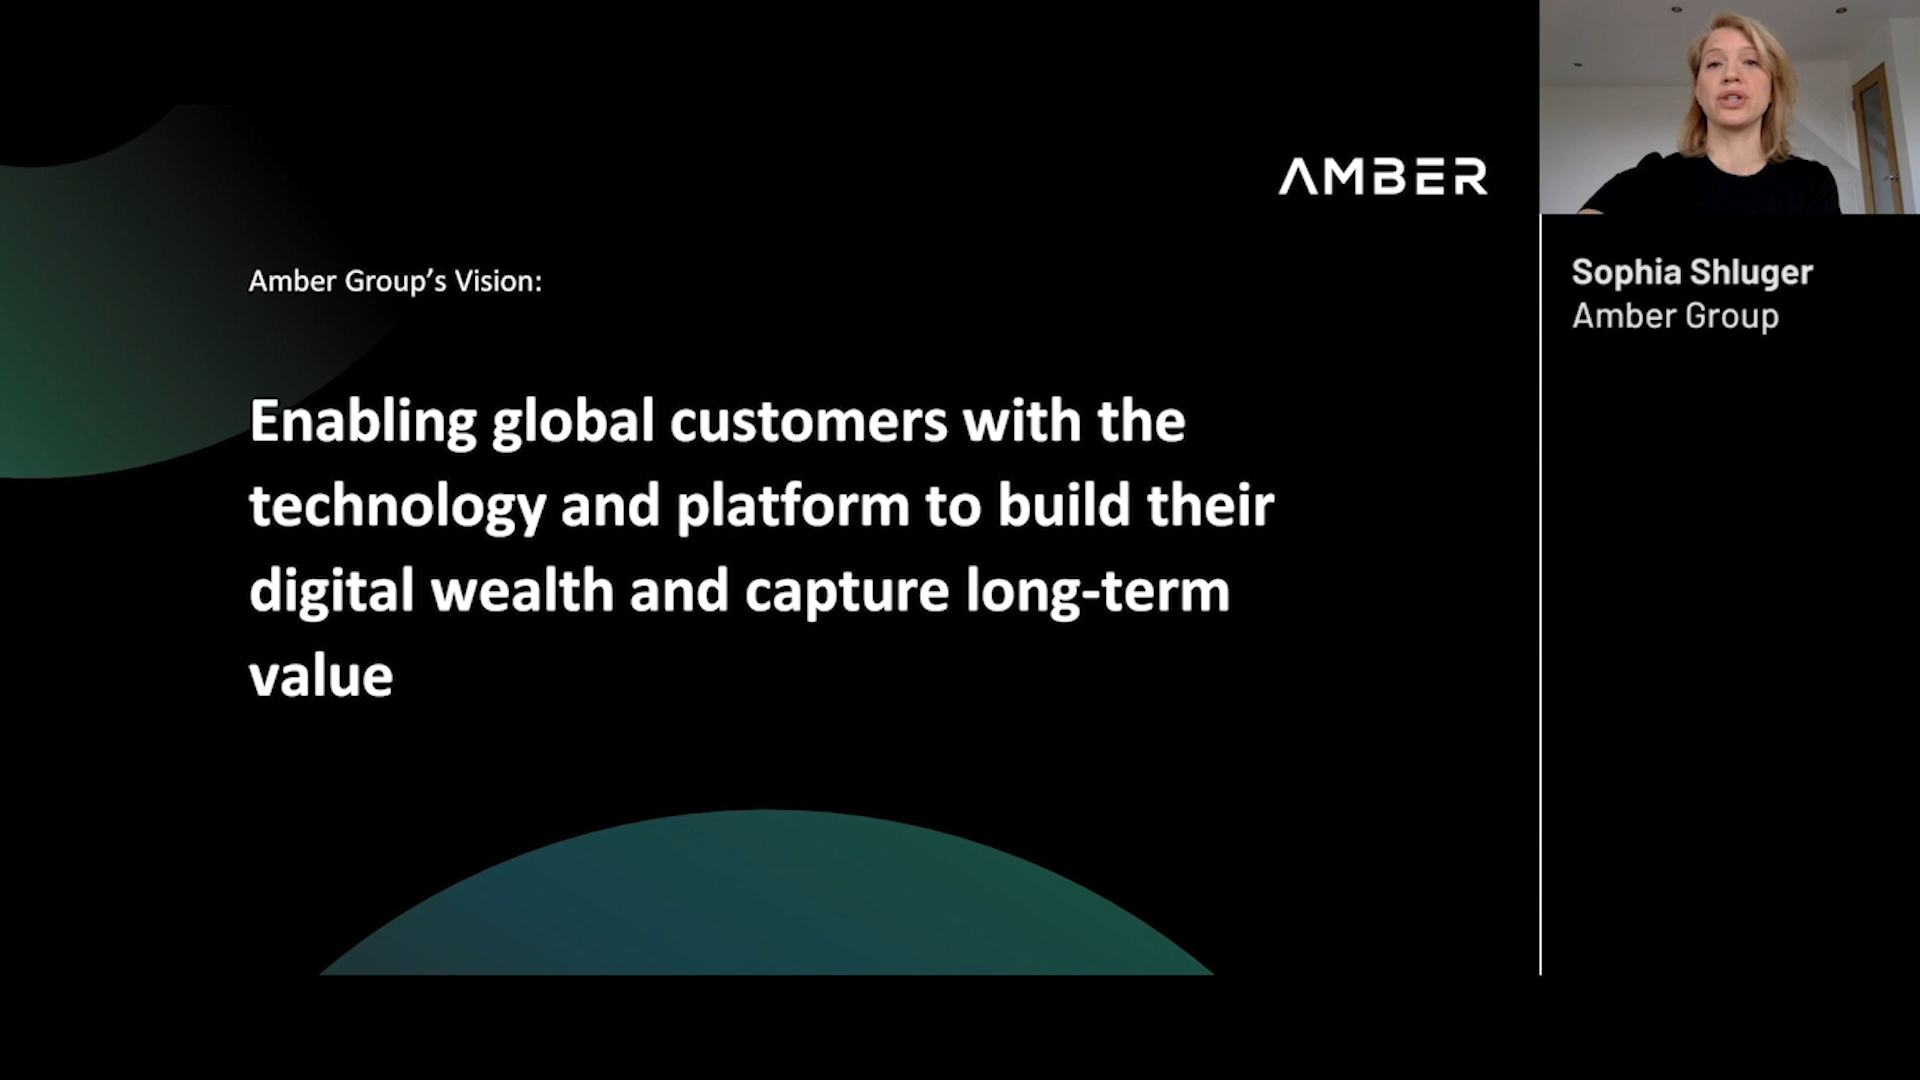 AMBER
Amber Group’s Vision:
Enabling global customers with the
technology and platform to build their
digital wealth and capture long-term
value
Sophia Shluger
Amber Group